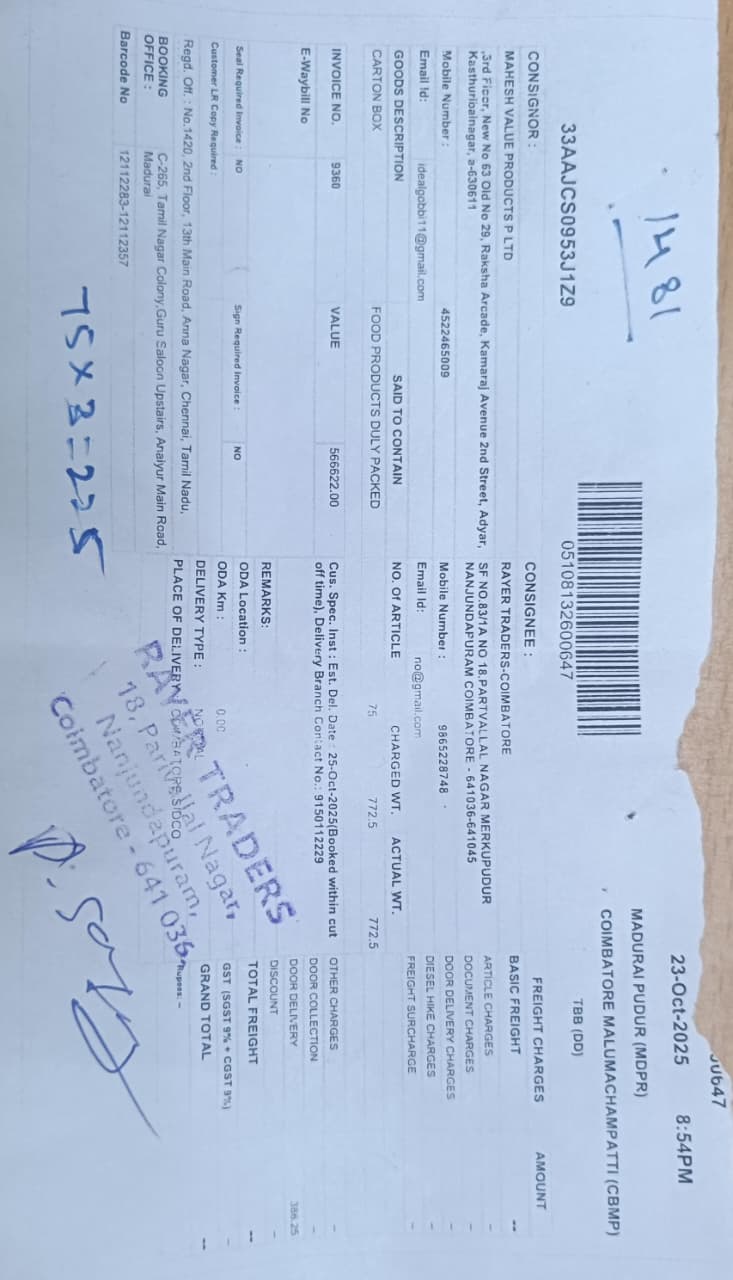 1481
00647
23-Oct-2025 8:54PM
MADURAI PUDUR (MDPR)
COIMBATORE MALUMACHAMPATTI (CBMP)
TBB (DD)
33AAJCS0953J1Z9
05108132600647
CONSIGNOR :
MAHESH VALUE PRODUCTS P LTD
,3rd Floor, New No 63 Old No 29, Raksha Arcade, Kamaraj Avenue 2nd Street, Adyar,
Kasthuribainagar, a-630611
Mobile Number : 4522465009
Email Id: idealgobbi11@gmail.com
CONSIGNEE :
RAYER TRADERS-COIMBATORE
SF NO.83/1A NO 18,PARTVALLAL NAGAR MERKUPUDUR
NANJUNDAPURAM COIMBATORE - 641036-641045
Mobile Number : 9865228748
Email Id: no@gmail.com
GOODS DESCRIPTION SAID TO CONTAIN NO. Of ARTICLE CHARGED WT. ACTUAL WT.
CARTON BOX FOOD PRODUCTS DULY PACKED 75 772.5 772.5
INVOICE NO. 9360 VALUE 566622.00
E-Waybill No
Cus. Spec. Inst : Est. Del. Date : 25-Oct-2025(Booked within cut
off time), Delivery Branch Contact No.: 9150112229
REMARKS:
Seal Required Invoice : NO Sign Required Invoice : NO
Customer LR Copy Required :
ODA Location :
ODA Km : 0.00
DELIVERY TYPE : NORMAL
PLACE OF DELIVERY COIMBATORE SIDCO
Regd. Off. : No.1420, 2nd Floor, 13th Main Road, Anna Nagar, Chennai, Tamil Nadu,
BOOKING OFFICE : C-265, Tamil Nagar Colony,Guru Saloon Upstairs, Anaiyur Main Road,
Madurai
Barcode No 12112283-12112357
FREIGHT CHARGES AMOUNT
BASIC FREIGHT --
ARTICLE CHARGES -
DOCUMENT CHARGES -
DOOR DELIVERY CHARGES -
DIESEL HIKE CHARGES -
FREIGHT SURCHARGE -
OTHER CHARGES -
DOOR COLLECTION -
DOOR DELIVERY 386.25
DISCOUNT -
TOTAL FREIGHT --
GST (SGST 9% + CGST 9%) -
GRAND TOTAL --
Rupees: -
RAYER TRADERS
18, Partvallal Nagar,
Nanjundapuram,
Coimbatore - 641 036.
75 x 3 = 225